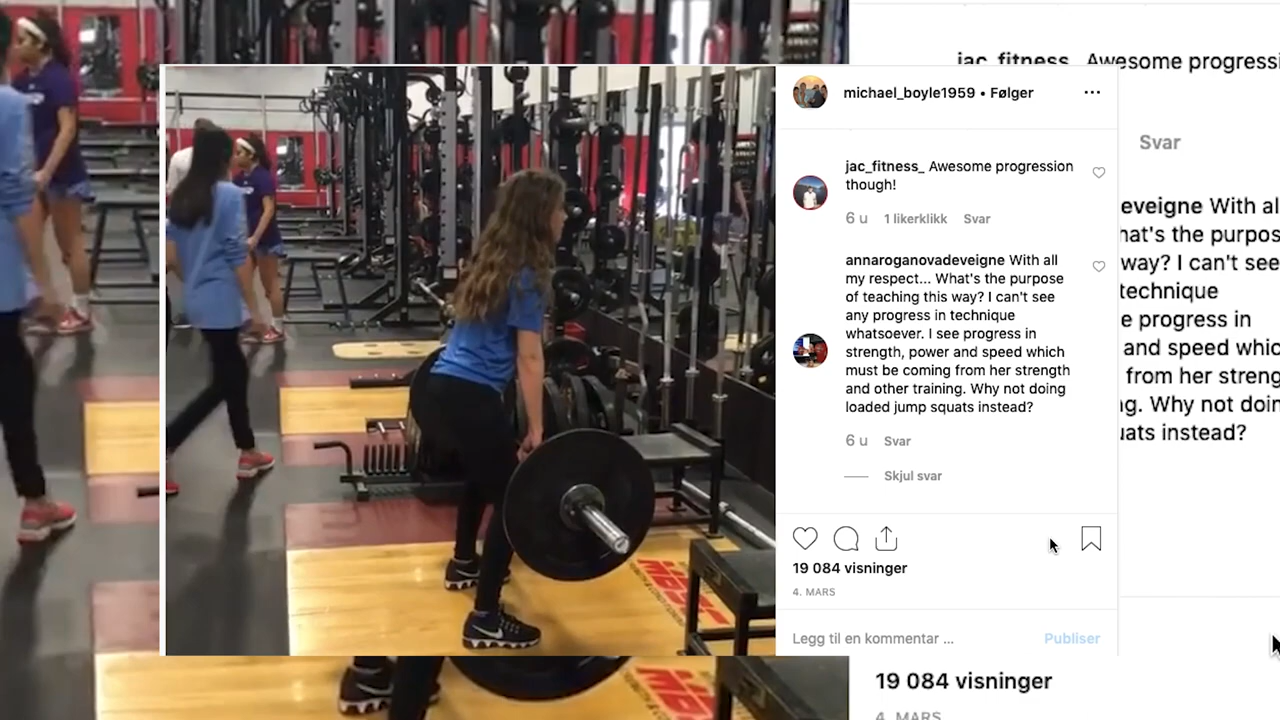 michael_boyle1959 • Følger
jac_fitness_ Awesome progression
though!
6 u 1 likerklikk Svar
annaroganovadeveigne With all
my respect... What's the purpose
of teaching this way? I can't see
any progress in technique
whatsoever. I see progress in
strength, power and speed which
must be coming from her strength
and other training. Why not doing
loaded jump squats instead?
6 u Svar
Skjul svar
19 084 visninger
4. MARS
Legg til en kommentar ...
Publiser
jac_fitness_ Awesome progressi
Svar
eveigne With al
hat's the purpos
way? I can't see
technique
e progress in
and speed whic
from her streng
ng. Why not doin
uats instead?
19 084 visninger
4. MARS